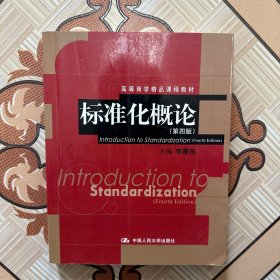 高等商学精品课程教材
标准化概论
(第四版)
Introduction to Standardization (Fourth Edition)
主编 李春田
Introduction to
Standardization
(Fourth Edition)
中国人民大学出版社